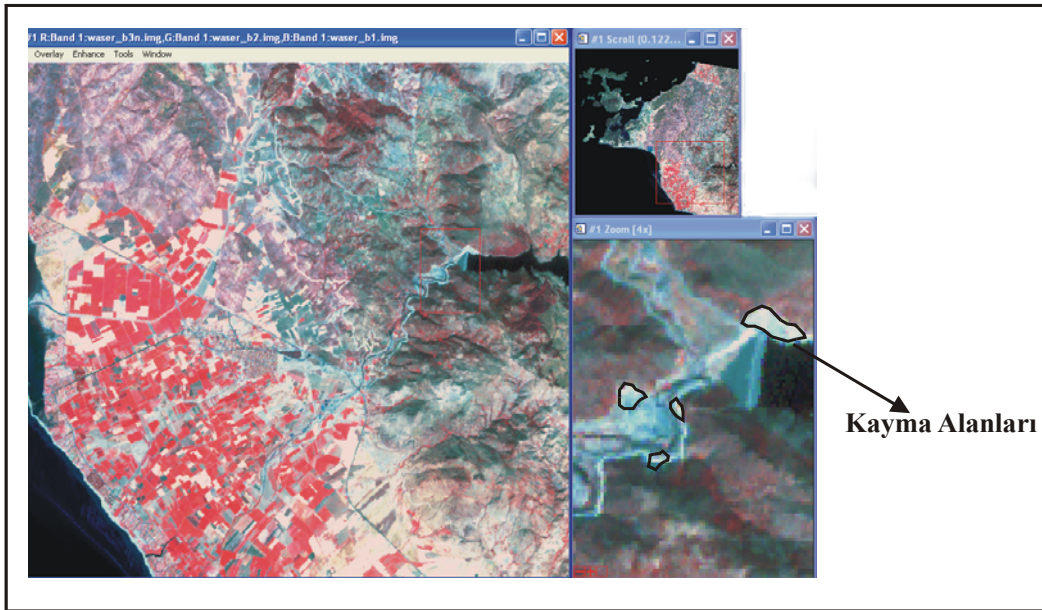 #1 R:Band 1:waser_b3n.img,G:Band 1:waser_b2.img,B:Band 1:waser_b1.img
Overlay Enhance Tools Window
#1 Scroll (0.122...
#1 Zoom [4x]
Kayma Alanları